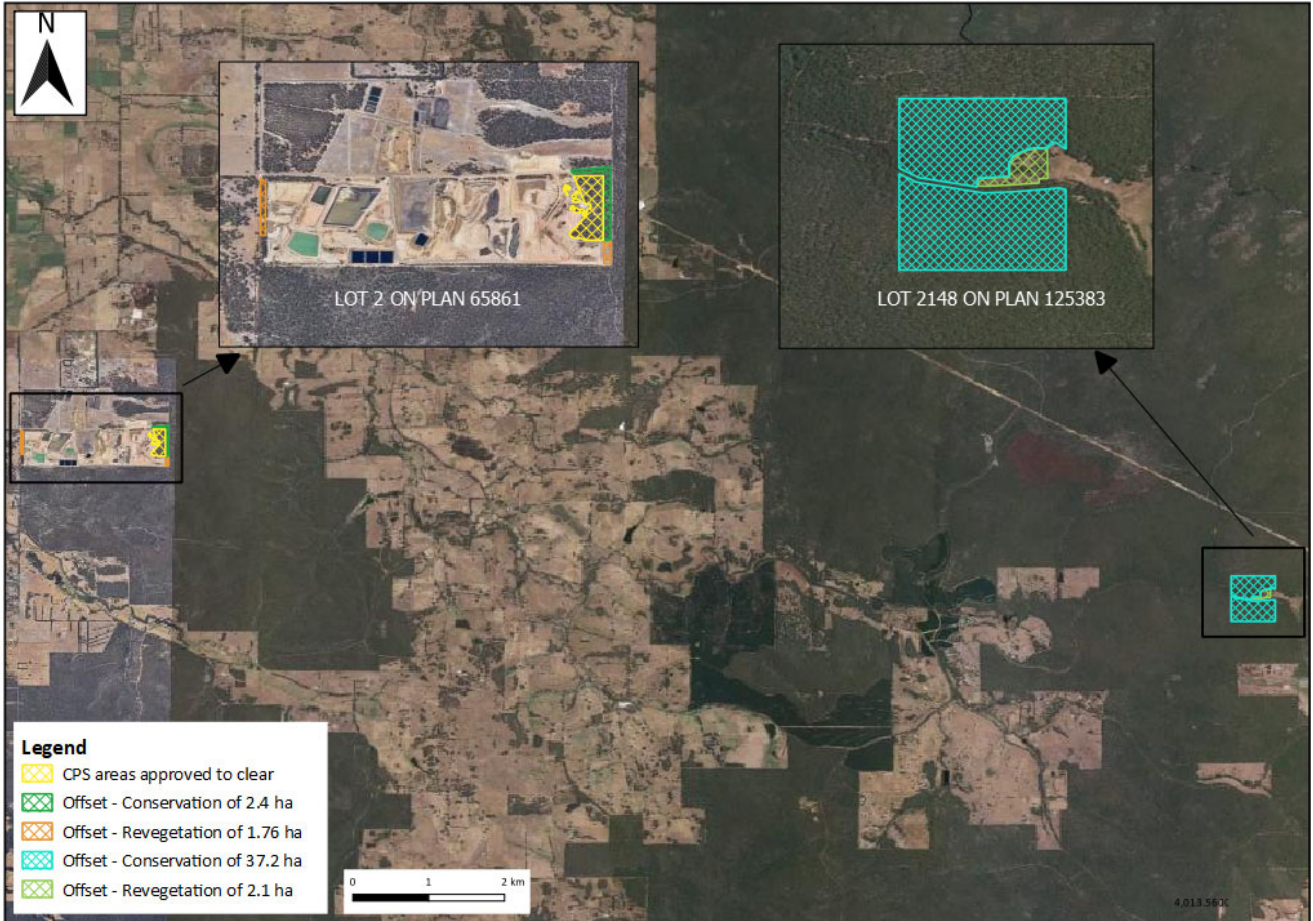 N
LOT 2 ON PLAN 65861
LOT 2148 ON PLAN 125383
Legend
CPS areas approved to clear
Offset - Conservation of 2.4 ha
Offset - Revegetation of 1.76 ha
Offset - Conservation of 37.2 ha
Offset - Revegetation of 2.1 ha
0 1 2 km